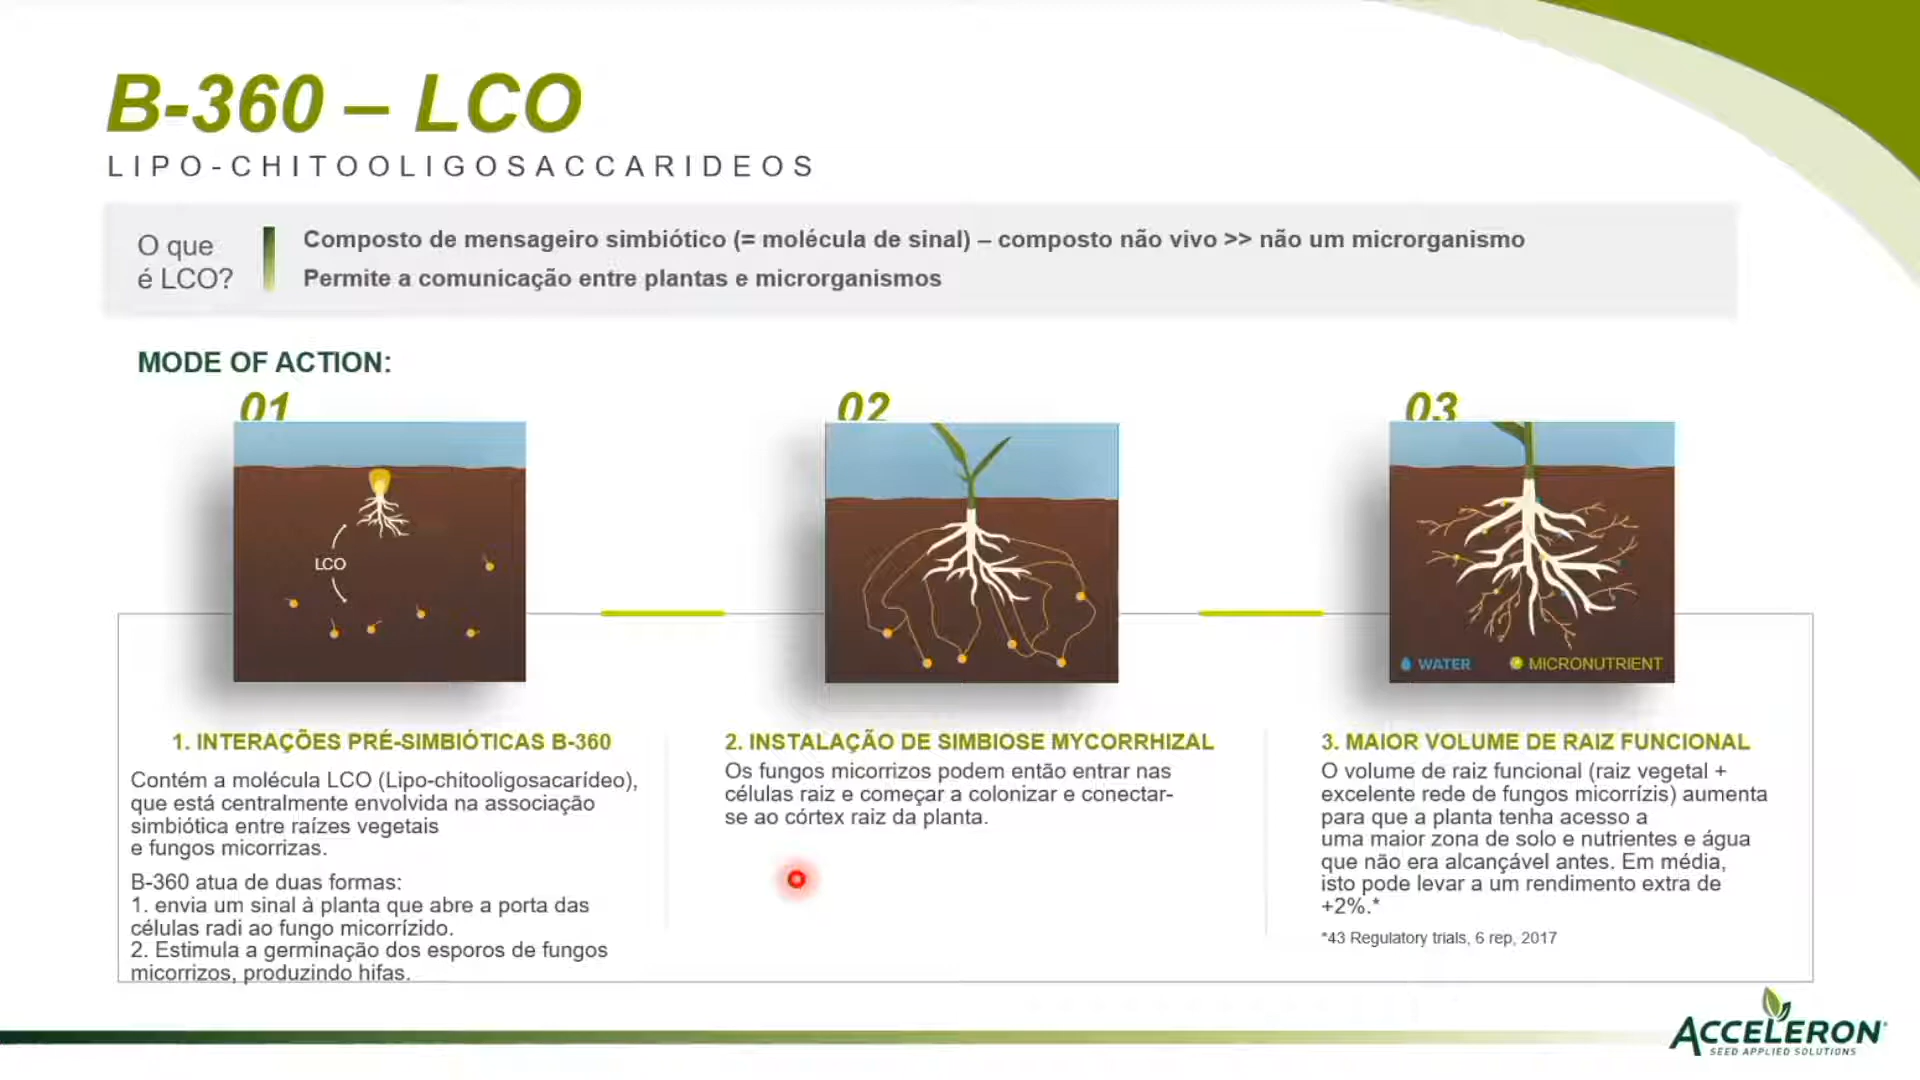 B-360 – LCO
LIPO-CHITOOLIGOSACCARIDEOS
O que
é LCO?
Composto de mensageiro simbiótico (= molécula de sinal) – composto não vivo >> não um microrganismo
Permite a comunicação entre plantas e microrganismos
MODE OF ACTION:
01
02
03
LCO
WATER
MICRONUTRIENT
1. INTERAÇÕES PRÉ-SIMBIÓTICAS B-360
Contém a molécula LCO (Lipo-chitooligosacarídeo),
que está centralmente envolvida na associação
simbiótica entre raízes vegetais
e fungos micorrizas.
B-360 atua de duas formas:
1. envia um sinal à planta que abre a porta das
células radi ao fungo micorrízido.
2. Estimula a germinação dos esporos de fungos
micorrizos, produzindo hifas.
2. INSTALAÇÃO DE SIMBIOSE MYCORRHIZAL
Os fungos micorrizos podem então entrar nas
células raiz e começar a colonizar e conectar-
se ao córtex raiz da planta.
3. MAIOR VOLUME DE RAIZ FUNCIONAL
O volume de raiz funcional (raiz vegetal +
excelente rede de fungos micorrízis) aumenta
para que a planta tenha acesso a
uma maior zona de solo e nutrientes e água
que não era alcançável antes. Em média,
isto pode levar a um rendimento extra de
+2%.*
*43 Regulatory trials, 6 rep, 2017
ACCELERON
SEED APPLIED SOLUTIONS